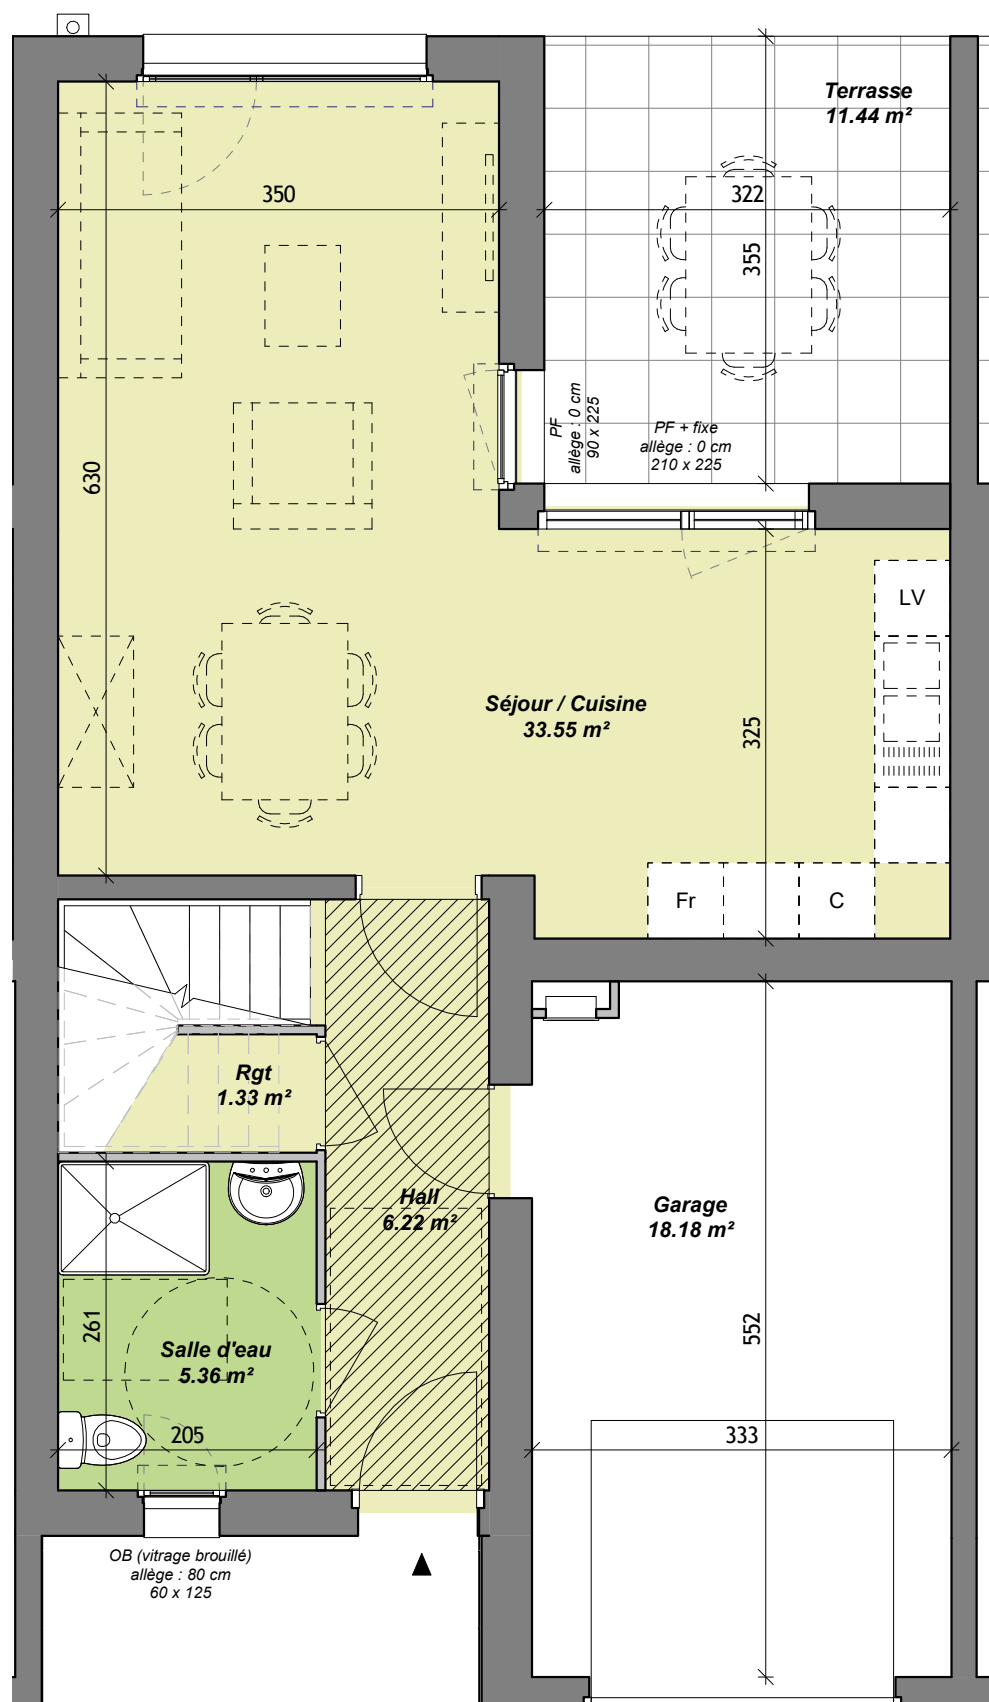 Terrasse
11.44 m²
350
322
355
PF
allège : 0 cm
90 x 225
PF + fixe
allège : 0 cm
210 x 225
630
LV
Séjour / Cuisine
33.55 m²
325
Fr
C
Rgt
1.33 m²
Hall
6.22 m²
Garage
18.18 m²
261
552
Salle d'eau
5.36 m²
205
333
OB (vitrage brouillé)
allège : 80 cm
60 x 125